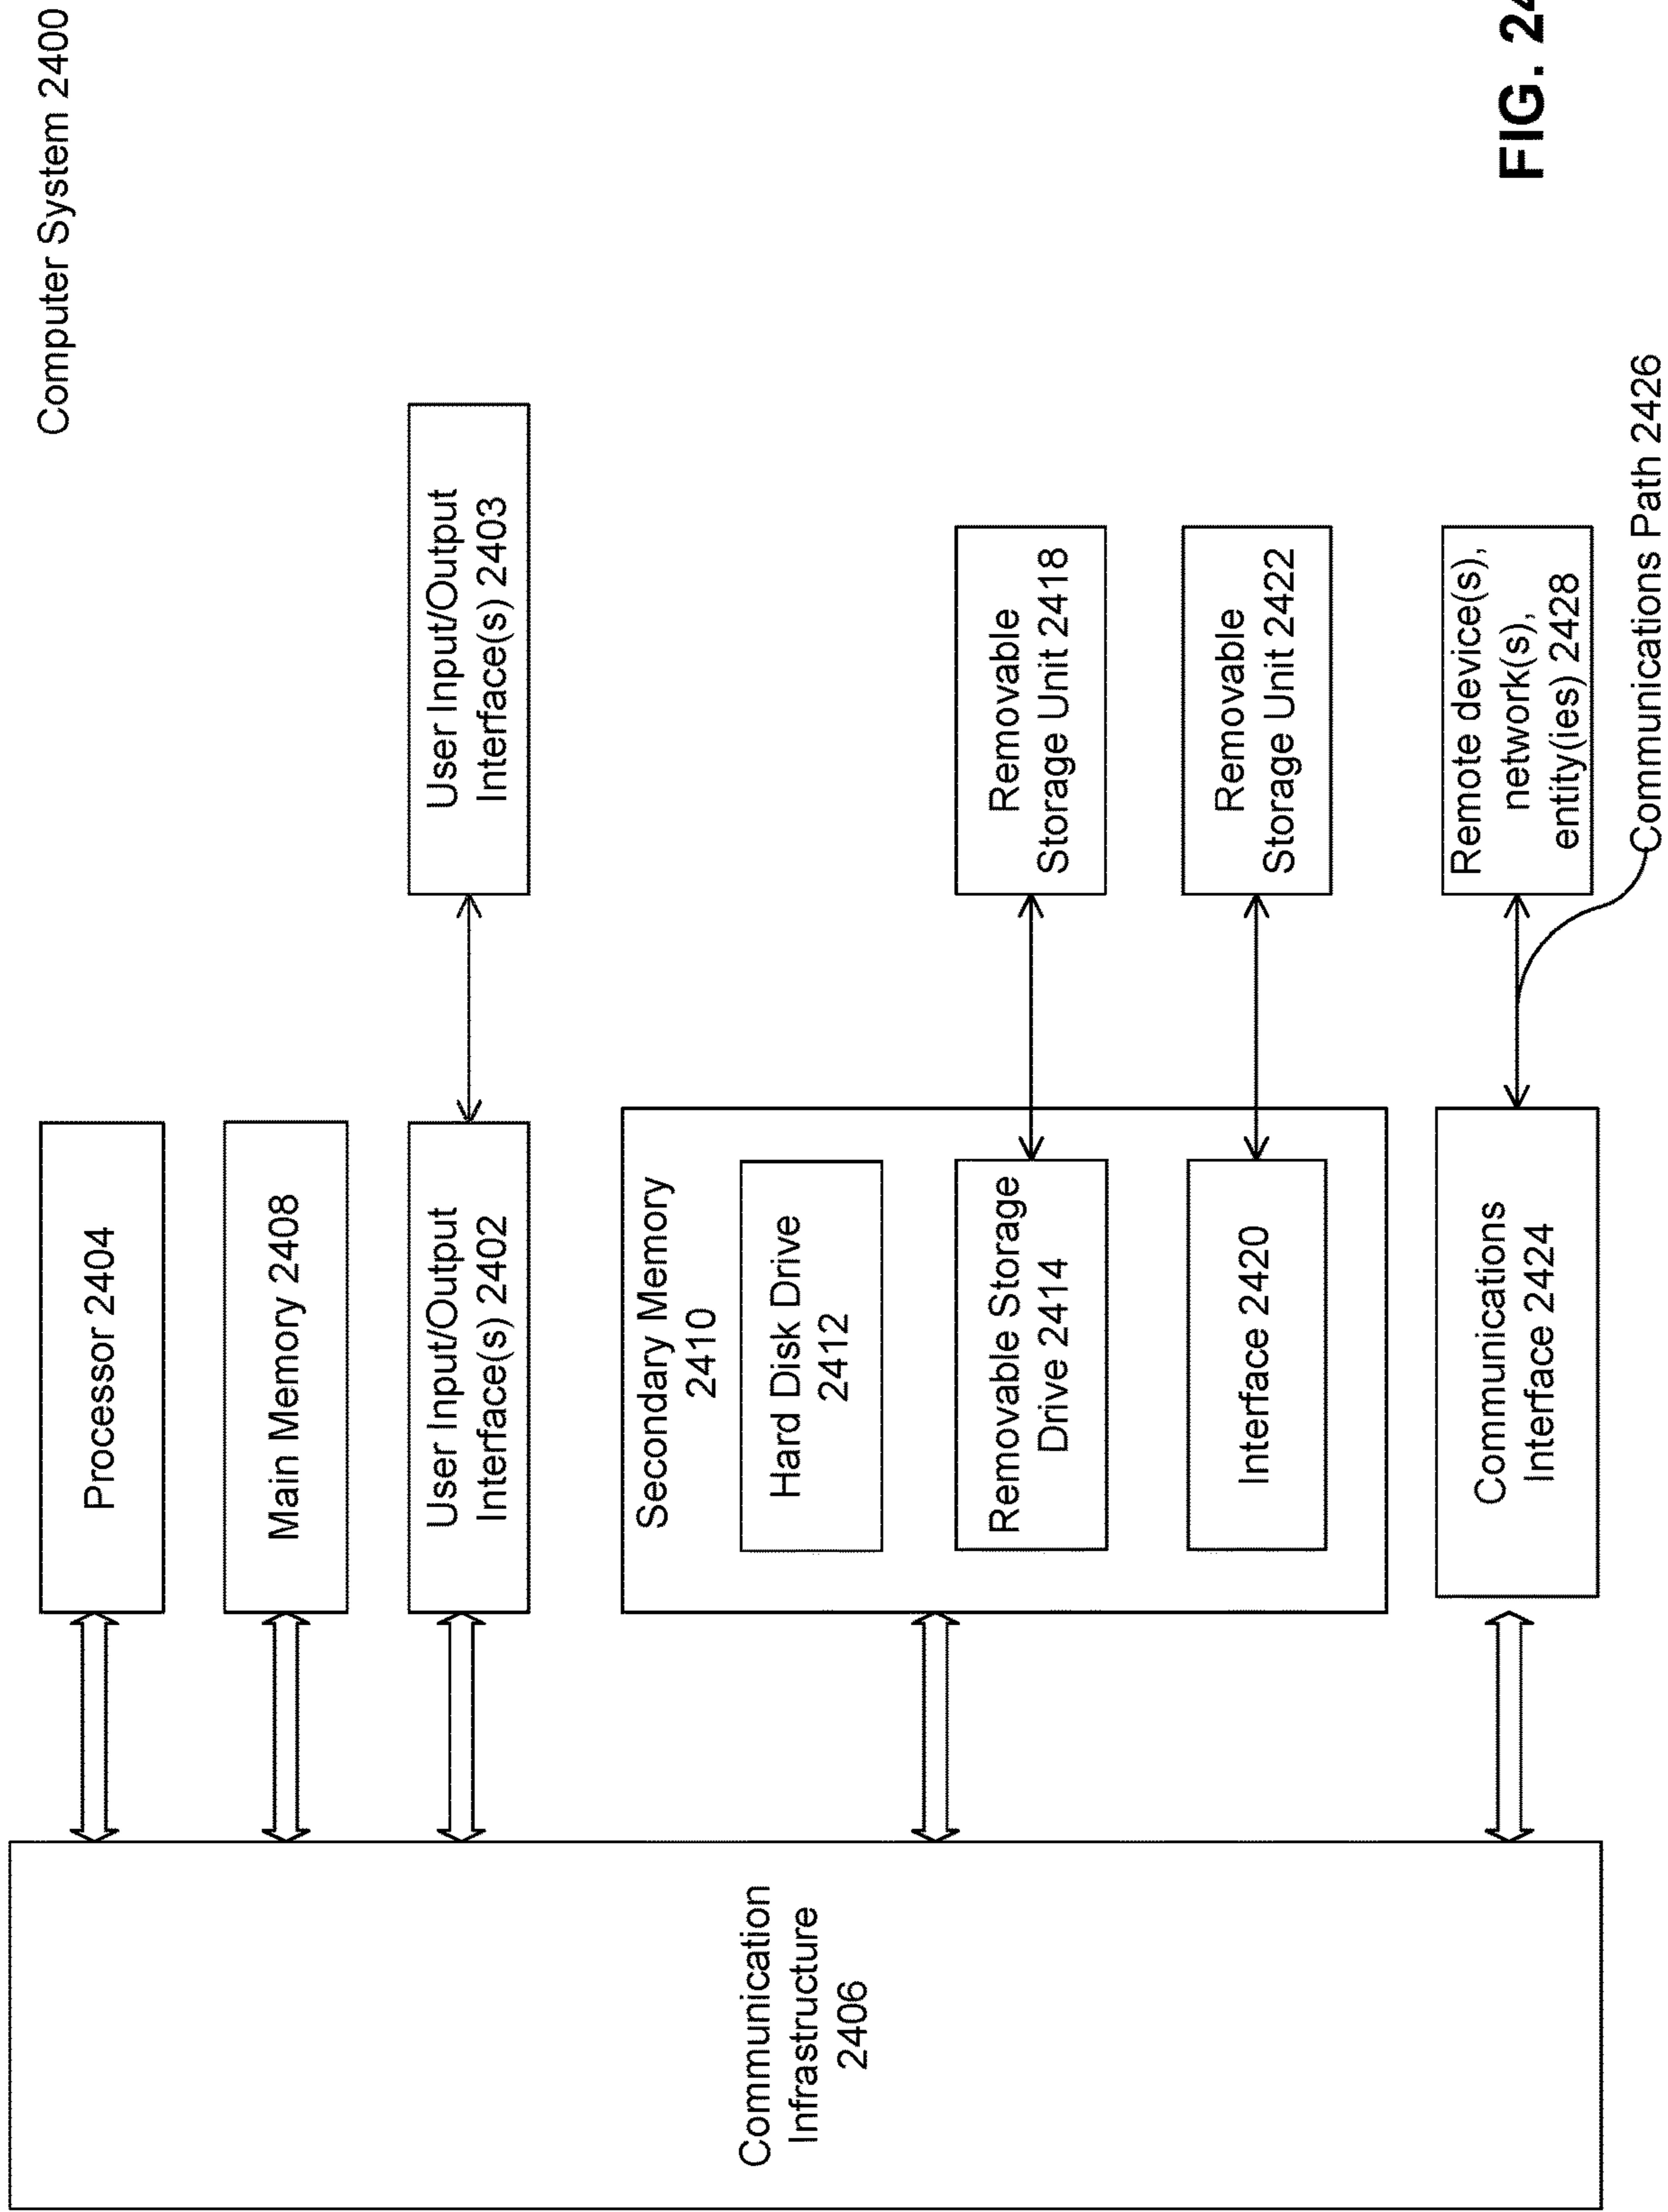 Computer System 2400
Processor 2404
Main Memory 2408
User Input/Output
Interface(s) 2402
User Input/Output
Interface(s) 2403
Communication
Infrastructure
2406
Secondary Memory
2410
Hard Disk Drive
2412
Removable Storage
Drive 2414
Removable
Storage Unit 2418
Interface 2420
Removable
Storage Unit 2422
Communications
Interface 2424
Remote device(s),
network(s),
entity(ies) 2428
Communications Path 2426
FIG. 24